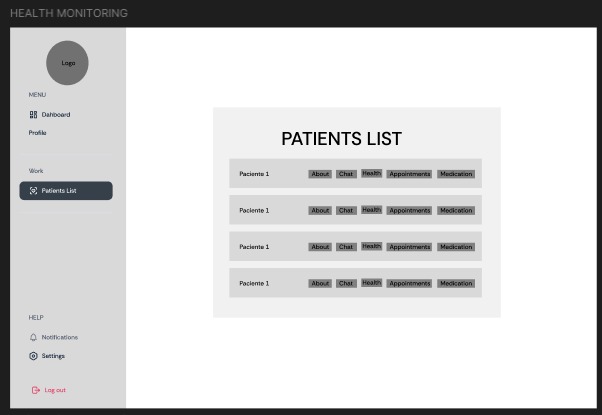 HEALTH MONITORING
Logo
MENU
Dahboard
Profile
Work
Patients List
HELP
Notifications
Settings
Log out
PATIENTS LIST
Paciente 1 About Chat Health Appointments Medication
Paciente 1 About Chat Health Appointments Medication
Paciente 1 About Chat Health Appointments Medication
Paciente 1 About Chat Health Appointments Medication